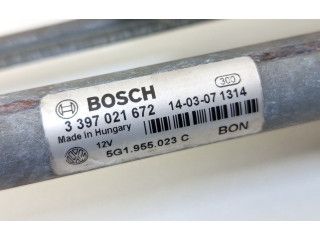 BOSCH
300
3 397 021 672 14-03-07 1314
Made in Hungary
12V
5G1.955.023 C BON